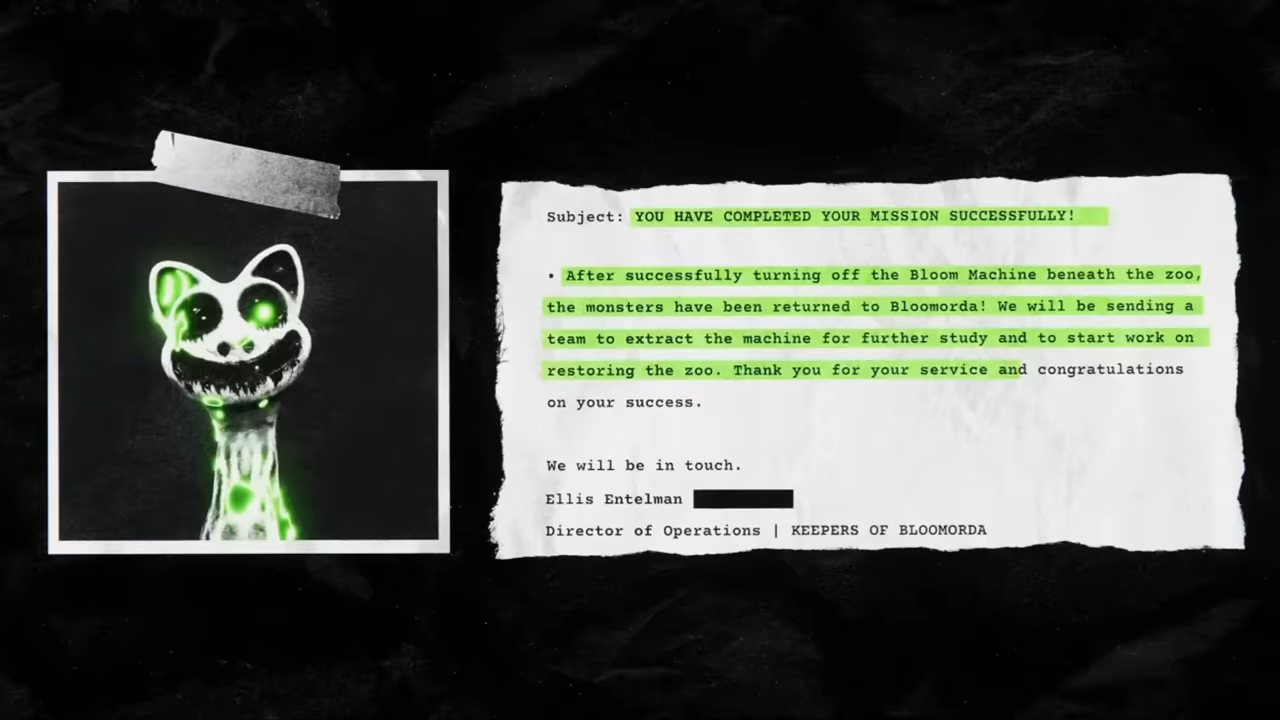 Subject: YOU HAVE COMPLETED YOUR MISSION SUCCESSFULLY!
• After successfully turning off the Bloom Machine beneath the zoo,
the monsters have been returned to Bloomorda! We will be sending a
team to extract the machine for further study and to start work on
restoring the zoo. Thank you for your service and congratulations
on your success.
We will be in touch.
Ellis Entelman
Director of Operations | KEEPERS OF BLOOMORDA